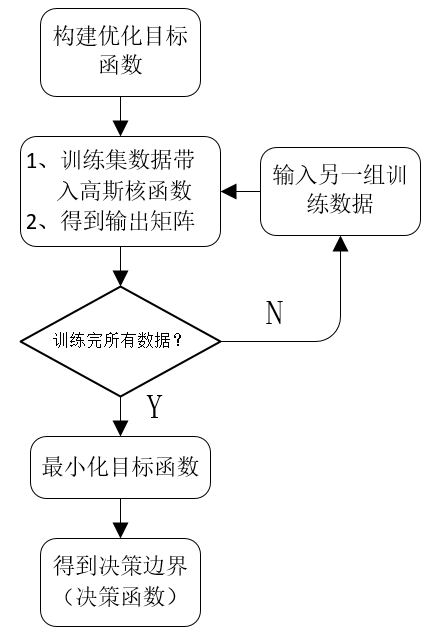 构建优化目标
函数
1、训练集数据带
入高斯核函数
2、得到输出矩阵
输入另一组训
练数据
训练完所有数据？
N
Y
最小化目标函数
得到决策边界
（决策函数）